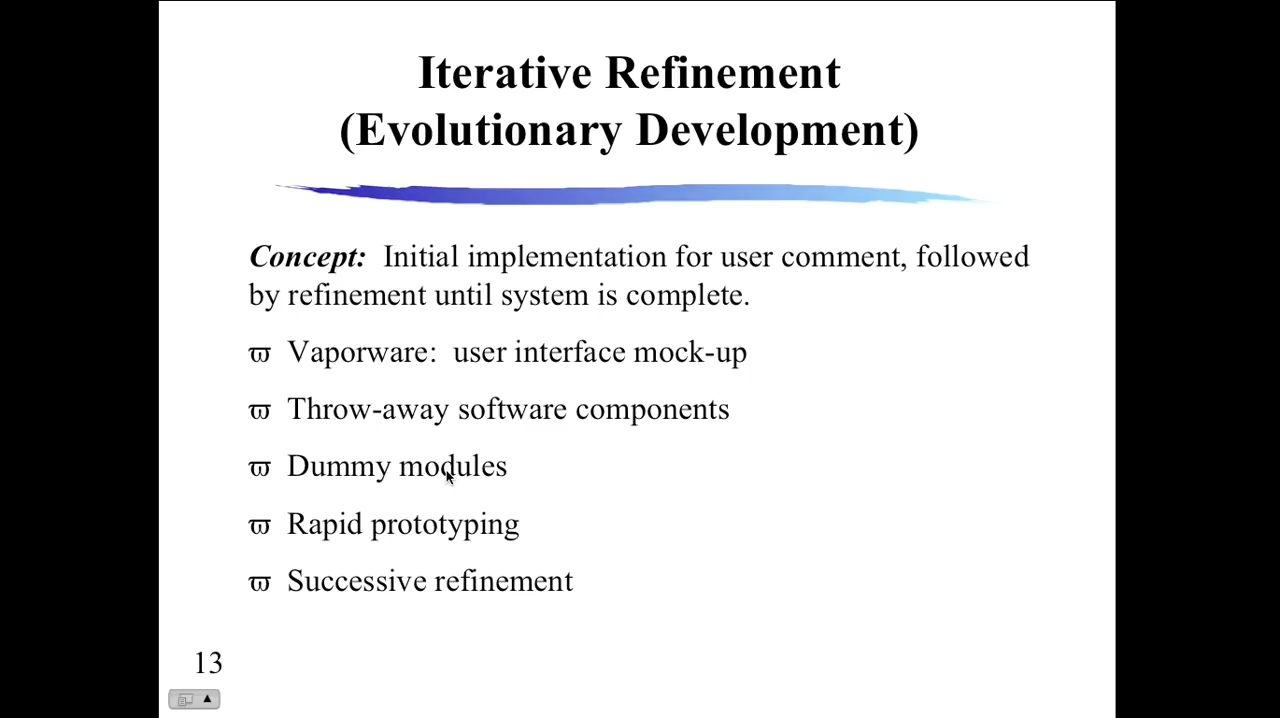 Iterative Refinement
(Evolutionary Development)
Concept: Initial implementation for user comment, followed
by refinement until system is complete.
ϖ Vaporware: user interface mock-up
ϖ Throw-away software components
ϖ Dummy modules
ϖ Rapid prototyping
ϖ Successive refinement
13